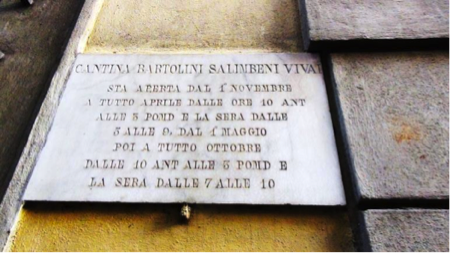 CANTINA BARTOLINI SALIMBENI VIVAI
STA APERTA DAL 1° NOVEMBRE
A TUTTO APRILE DALLE ORE 10 ANT
ALLE 3 POMD E LA SERA DALLE
5 ALLE 9. DAL 1° MAGGIO
POI A TUTTO OTTOBRE
DALLE 10 ANT ALLE 3 POMD E
LA SERA DALLE 7 ALLE 10